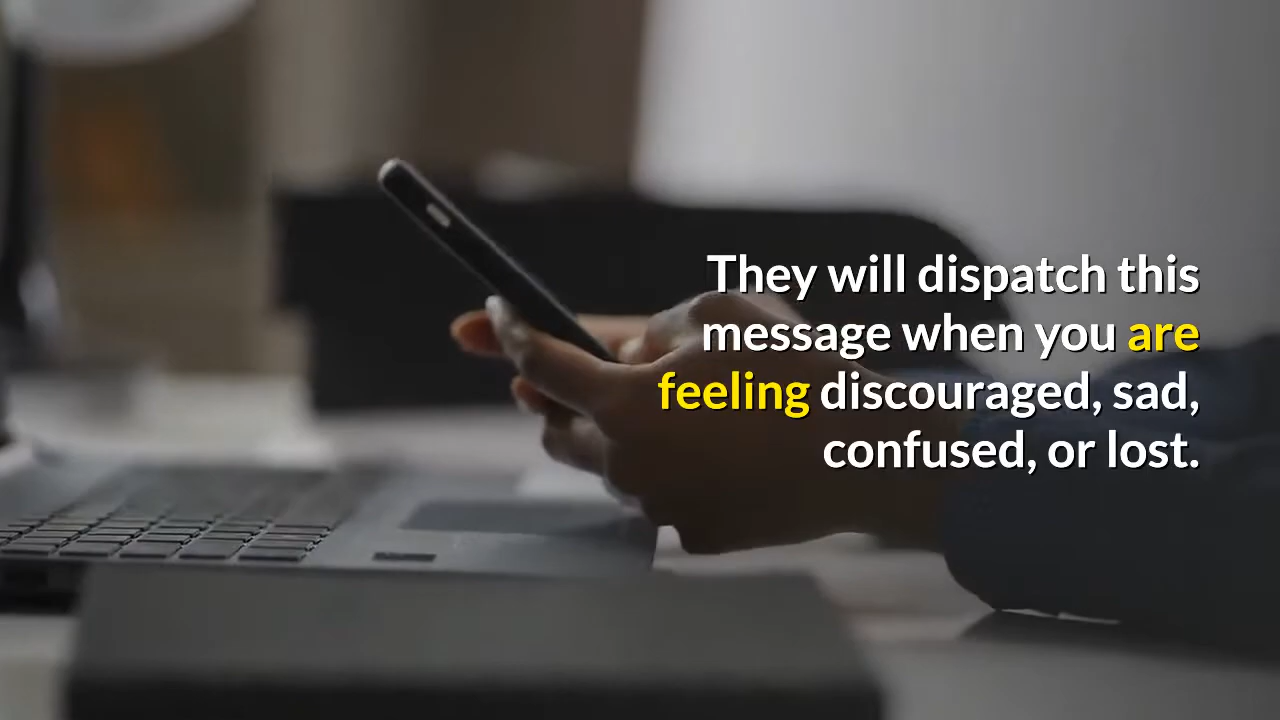 They will dispatch this
message when you are
feeling discouraged, sad,
confused, or lost.